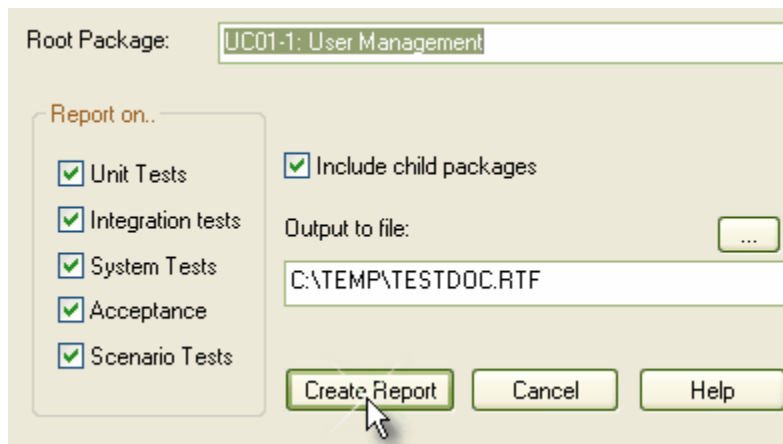 Root Package:
UC01-1: User Management
Report on..
Unit Tests
Integration tests
System Tests
Acceptance
Scenario Tests
Include child packages
Output to file:
...
C:\TEMP\TESTDOC.RTF
Create Report
Cancel
Help